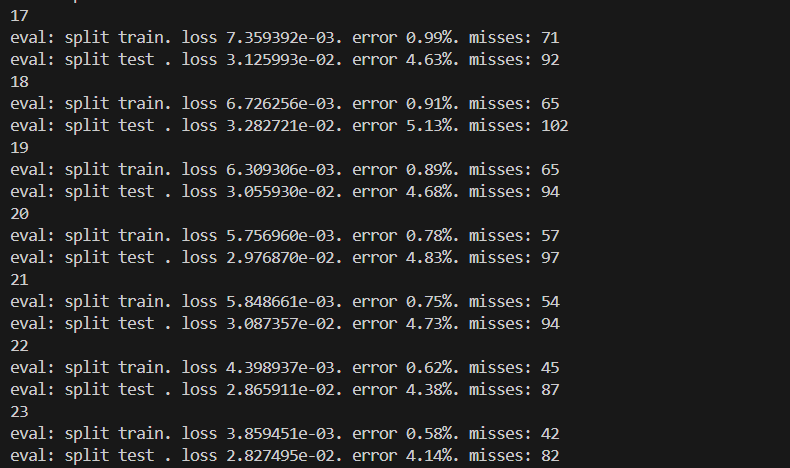 17
eval: split train. loss 7.359392e-03. error 0.99%. misses: 71
eval: split test . loss 3.125993e-02. error 4.63%. misses: 92
18
eval: split train. loss 6.726256e-03. error 0.91%. misses: 65
eval: split test . loss 3.282721e-02. error 5.13%. misses: 102
19
eval: split train. loss 6.309306e-03. error 0.89%. misses: 65
eval: split test . loss 3.055930e-02. error 4.68%. misses: 94
20
eval: split train. loss 5.756960e-03. error 0.78%. misses: 57
eval: split test . loss 2.976870e-02. error 4.83%. misses: 97
21
eval: split train. loss 5.848661e-03. error 0.75%. misses: 54
eval: split test . loss 3.087357e-02. error 4.73%. misses: 94
22
eval: split train. loss 4.398937e-03. error 0.62%. misses: 45
eval: split test . loss 2.865911e-02. error 4.38%. misses: 87
23
eval: split train. loss 3.859451e-03. error 0.58%. misses: 42
eval: split test . loss 2.827495e-02. error 4.14%. misses: 82